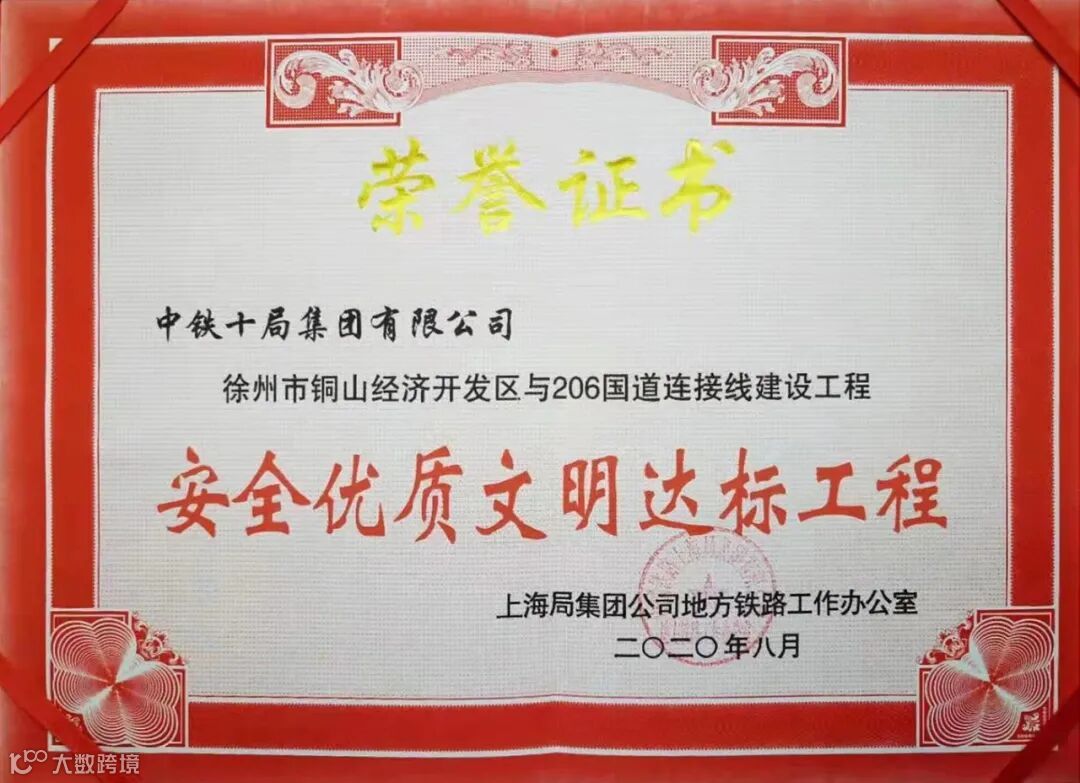 荣誉证书
中铁十局集团有限公司
徐州市铜山经济开发区与206国道连接线建设工程
安全优质文明达标工程
上海局集团公司地方铁路工作办公室
二〇二〇年八月
大数跨境